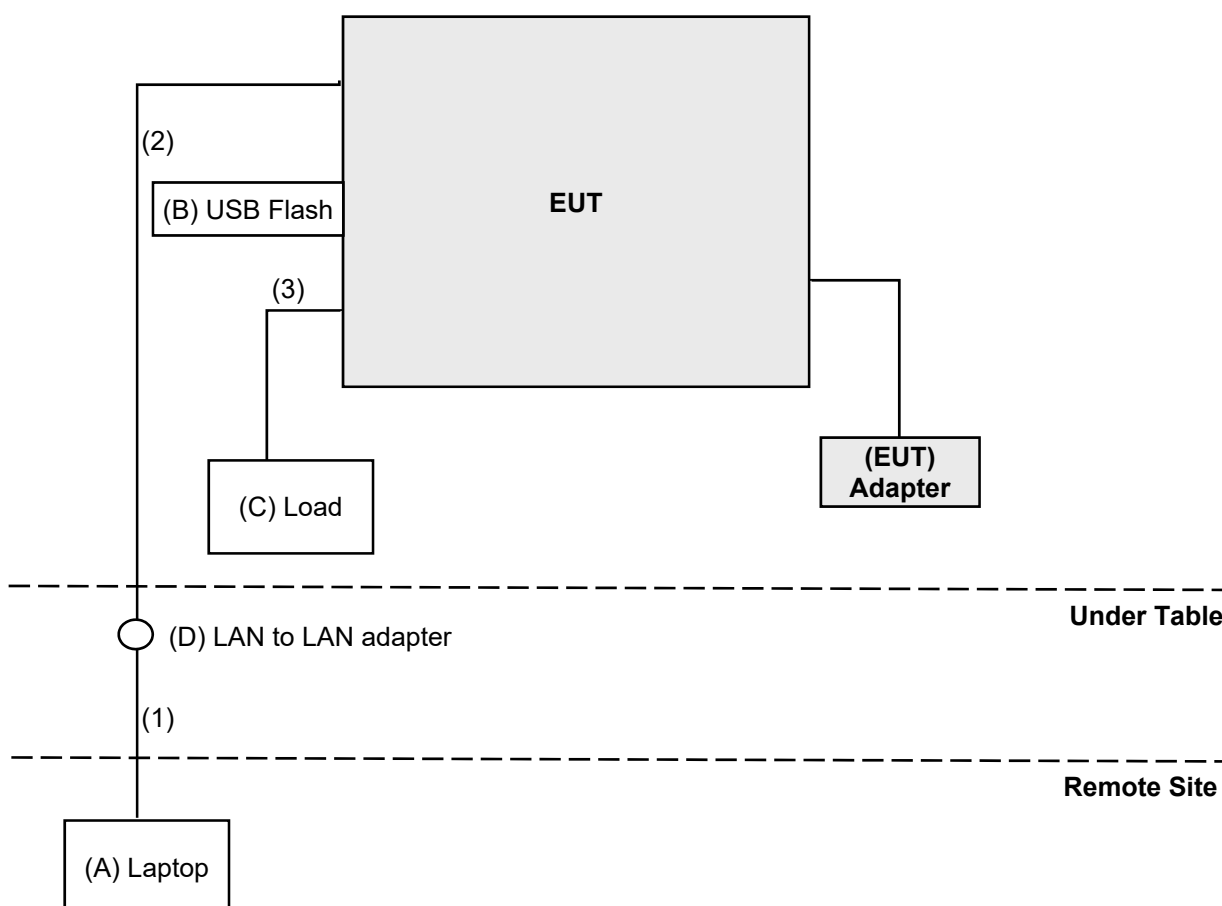 (2)
(B) USB Flash
EUT
(3)
(C) Load
(EUT)
Adapter
Under Table
(D) LAN to LAN adapter
(1)
Remote Site
(A) Laptop